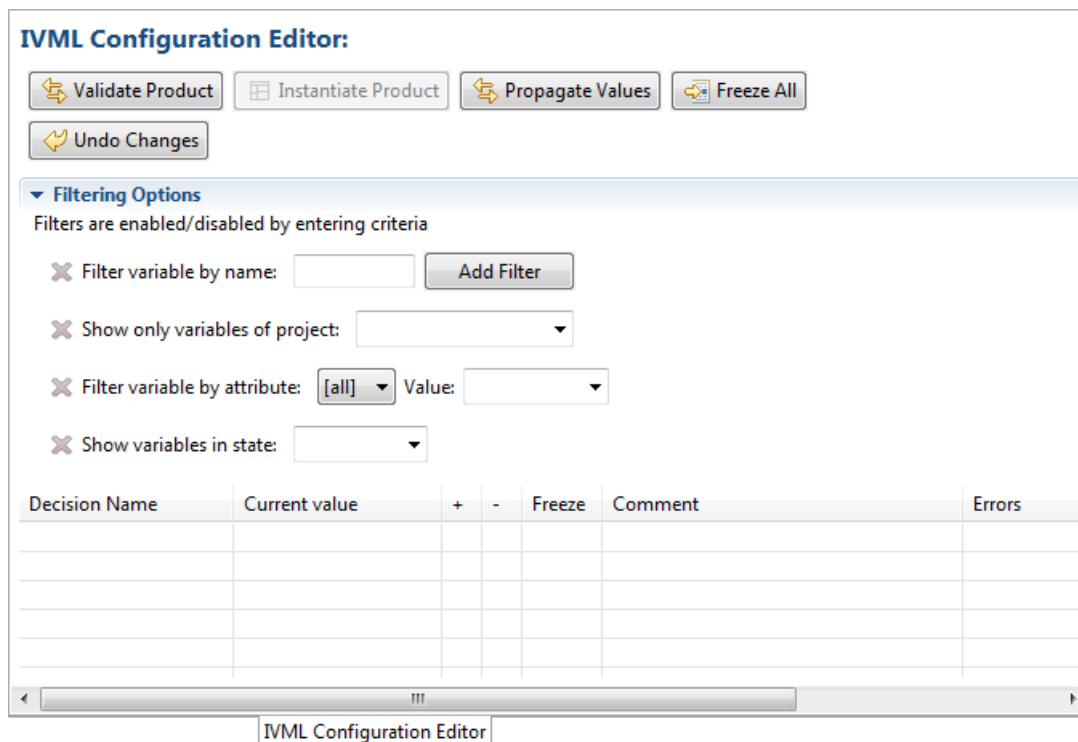 IVML Configuration Editor:
Validate Product Instantiate Product Propagate Values Freeze All
Undo Changes
Filtering Options
Filters are enabled/disabled by entering criteria
Filter variable by name: Add Filter
Show only variables of project:
Filter variable by attribute: [all] Value:
Show variables in state:
Decision Name Current value + - Freeze Comment Errors
IVML Configuration Editor